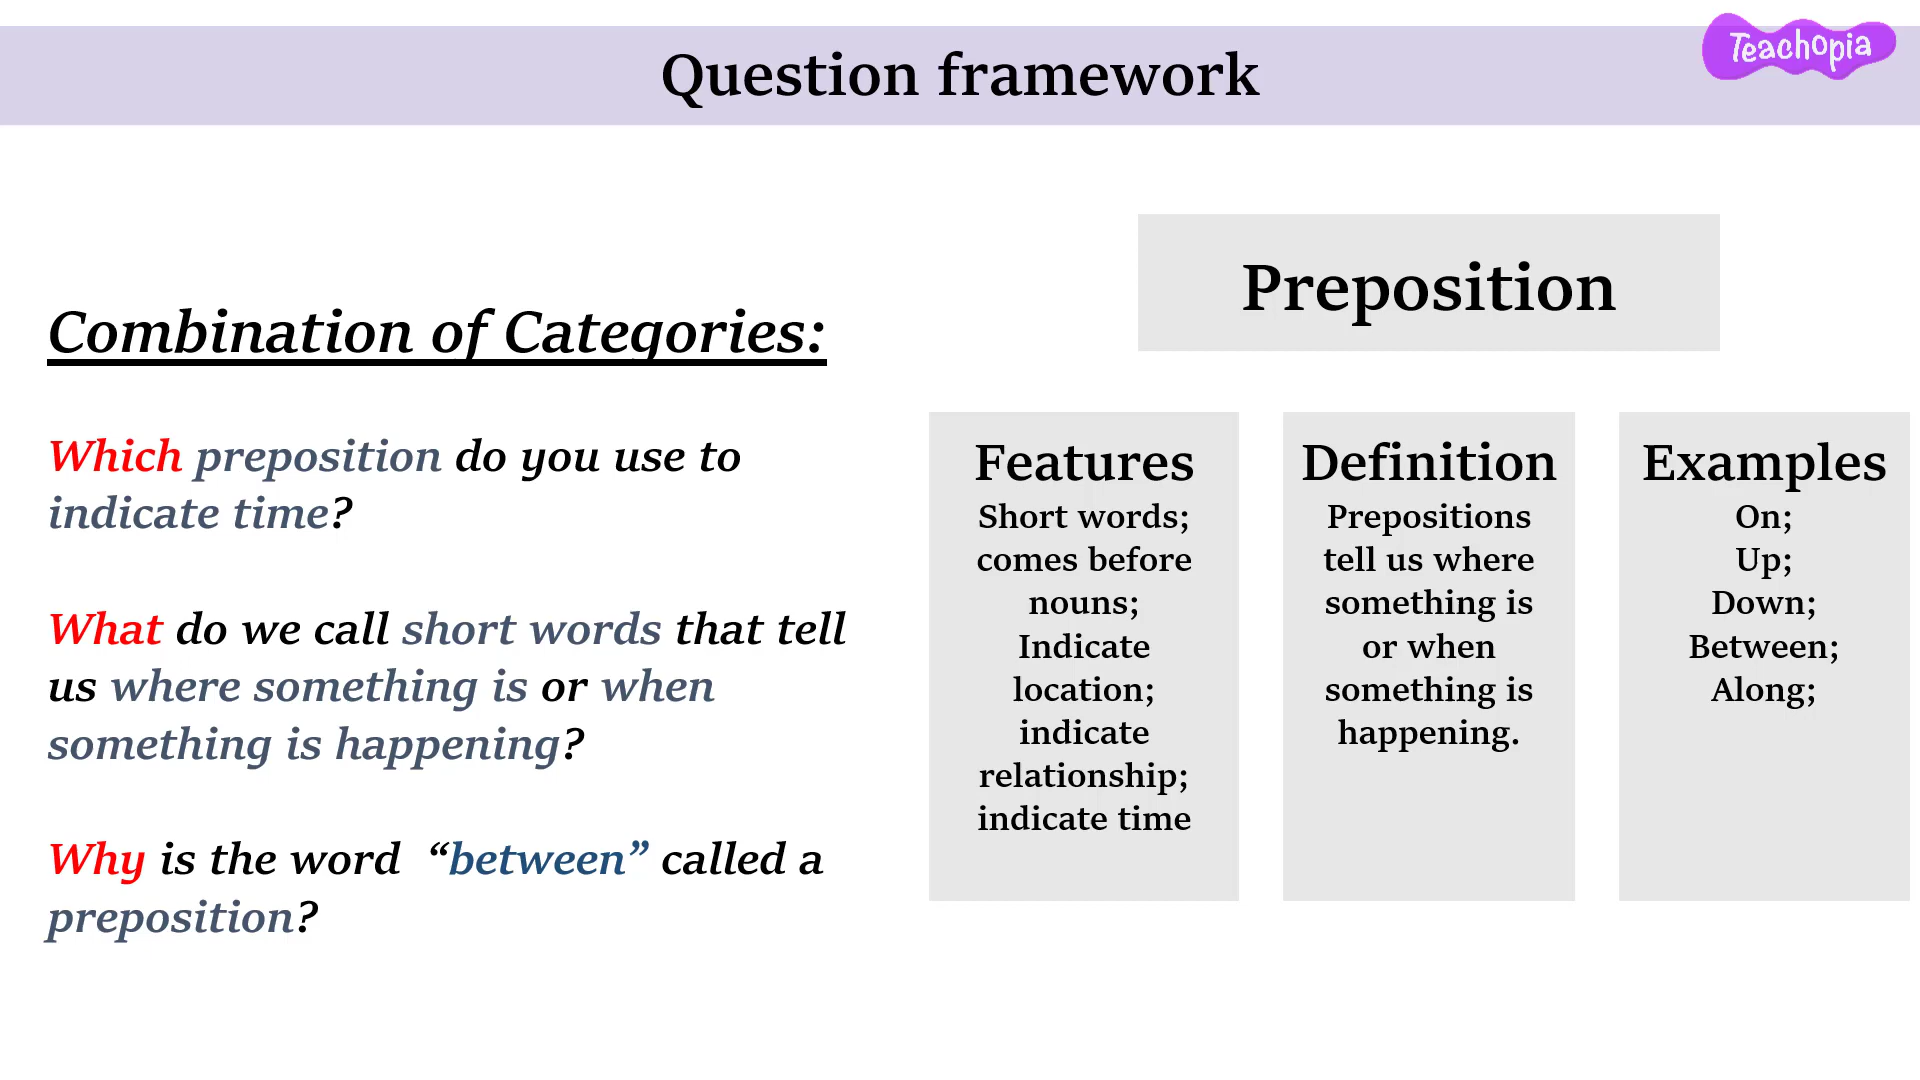 Question framework
Teachopia
Combination of Categories:
Which preposition do you use to
indicate time?
What do we call short words that tell
us where something is or when
something is happening?
Why is the word “between” called a
preposition?
Preposition
Features
Short words;
comes before
nouns;
Indicate
location;
indicate
relationship;
indicate time
Definition
Prepositions
tell us where
something is
or when
something is
happening.
Examples
On;
Up;
Down;
Between;
Along;